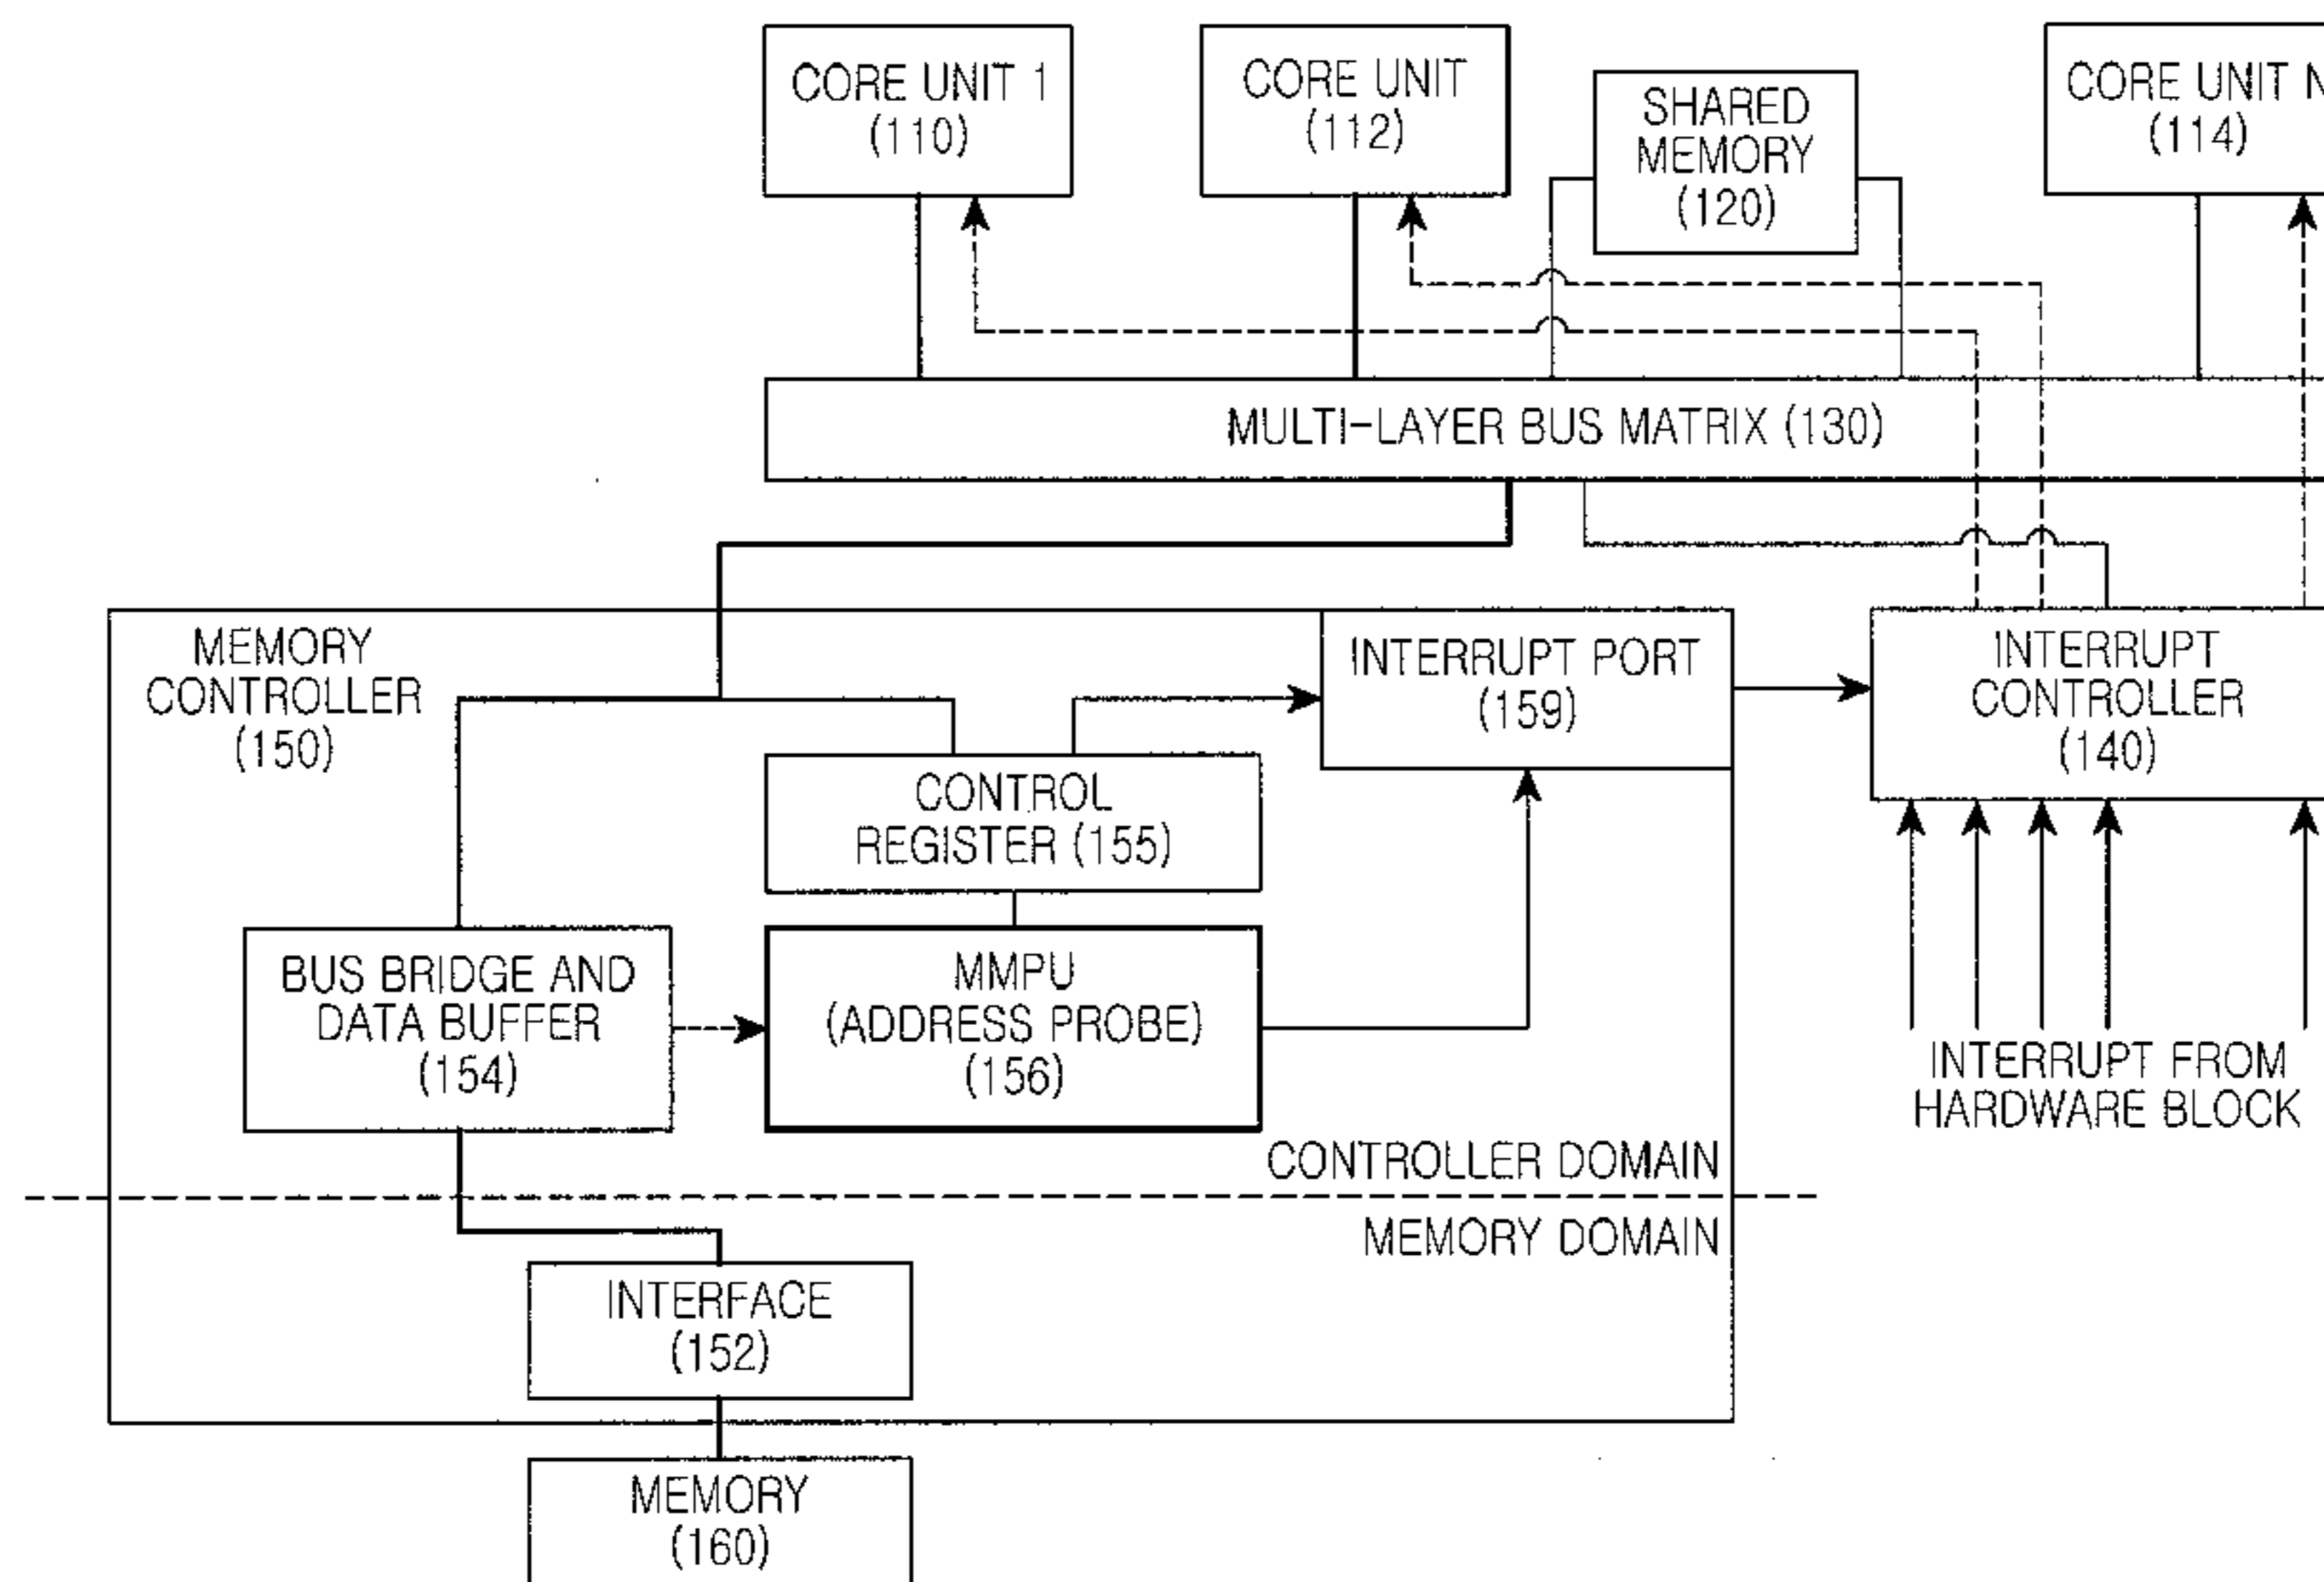 CORE UNIT 1
(110)
CORE UNIT
(112)
SHARED
MEMORY
(120)
CORE UNIT N
(114)
MULTI-LAYER BUS MATRIX (130)
MEMORY
CONTROLLER
(150)
INTERRUPT PORT
(159)
INTERRUPT
CONTROLLER
(140)
CONTROL
REGISTER (155)
BUS BRIDGE AND
DATA BUFFER
(154)
MMPU
(ADDRESS PROBE)
(156)
INTERRUPT FROM
HARDWARE BLOCK
CONTROLLER DOMAIN
MEMORY DOMAIN
INTERFACE
(152)
MEMORY
(160)